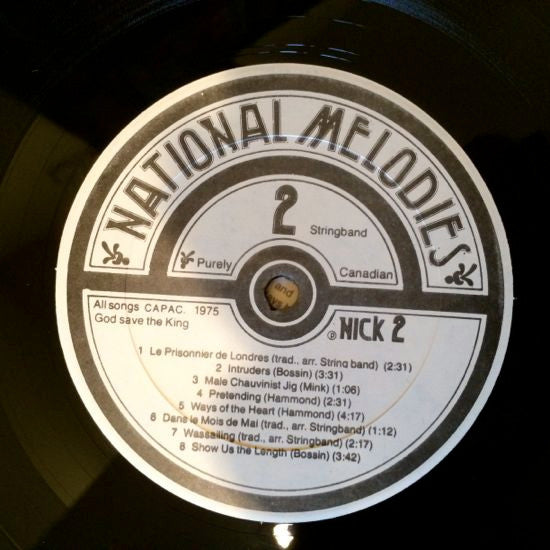 NATIONAL MELODIES
2
Stringband
Purely
Canadian
All songs CAPAC. 1975
God save the King
and
℗ NICK 2
1 Le Prisonnier de Londres (trad., arr. String band) (2:31)
2 Intruders (Bossin) (3:31)
3 Male Chauvinist Jig (Mink) (1:06)
4 Pretending (Hammond) (2:31)
5 Ways of the Heart (Hammond) (4:17)
6 Dans le Mois de Mai (trad., arr. Stringband) (1:12)
7 Wassailing (trad., arr. Stringband) (2:17)
8 Show Us the Length (Bossin) (3:42)